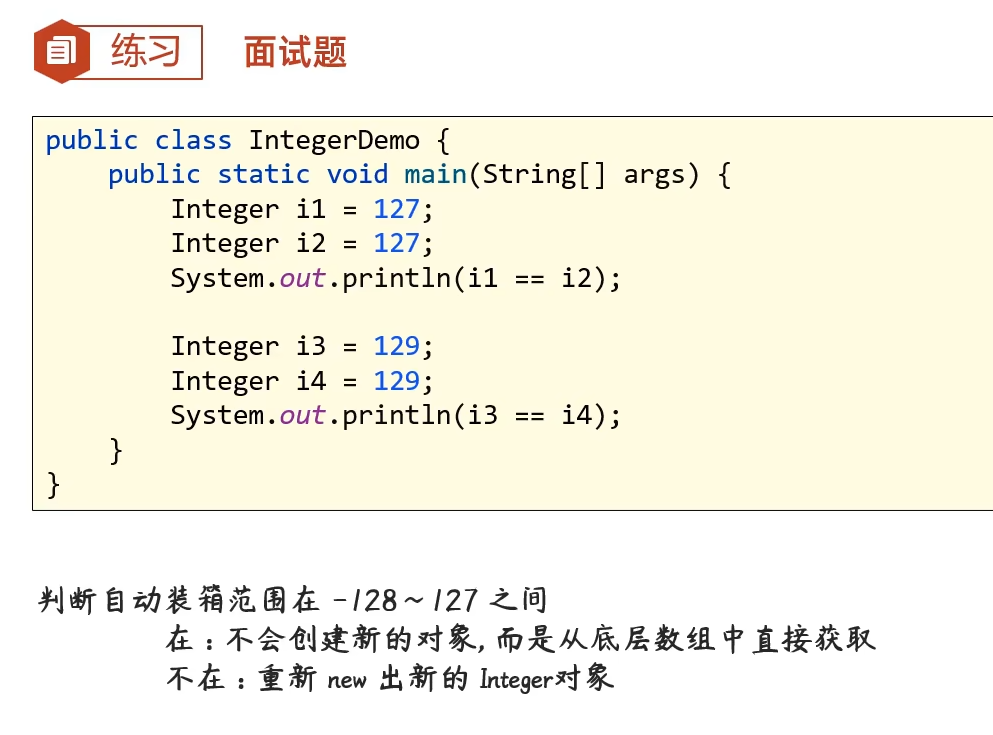 练习 面试题
public class IntegerDemo {
    public static void main(String[] args) {
        Integer i1 = 127;
        Integer i2 = 127;
        System.out.println(i1 == i2);

        Integer i3 = 129;
        Integer i4 = 129;
        System.out.println(i3 == i4);
    }
}
判断自动装箱范围在 -128~127 之间
在:不会创建新的对象,而是从底层数组中直接获取
不在:重新 new 出新的 Integer对象